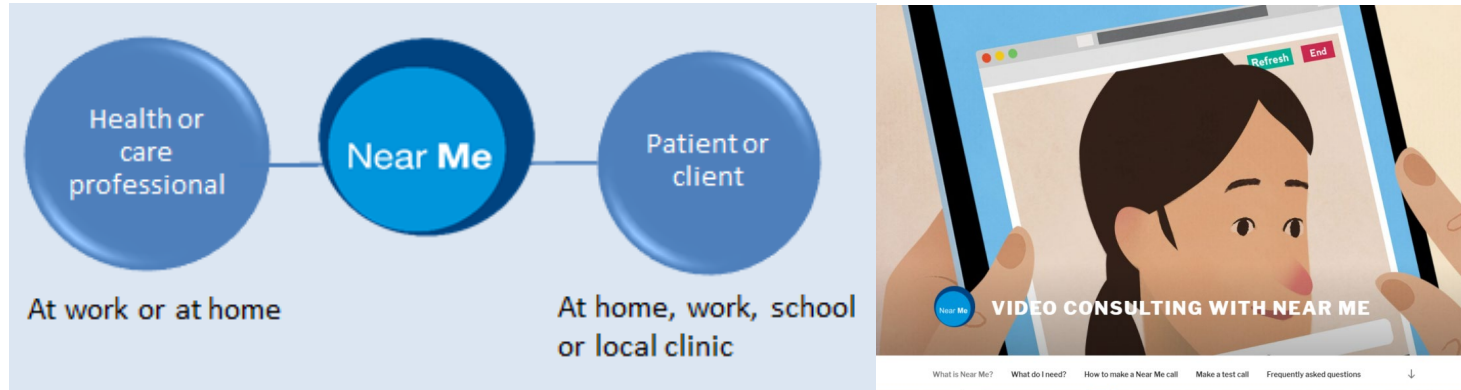 Health or
care
professional
Near Me
Patient or
client
At work or at home
At home, work, school
or local clinic
Refresh
End
Near Me
VIDEO CONSULTING WITH NEAR ME
What is Near Me?
What do I need?
How to make a Near Me call
Make a test call
Frequently asked questions